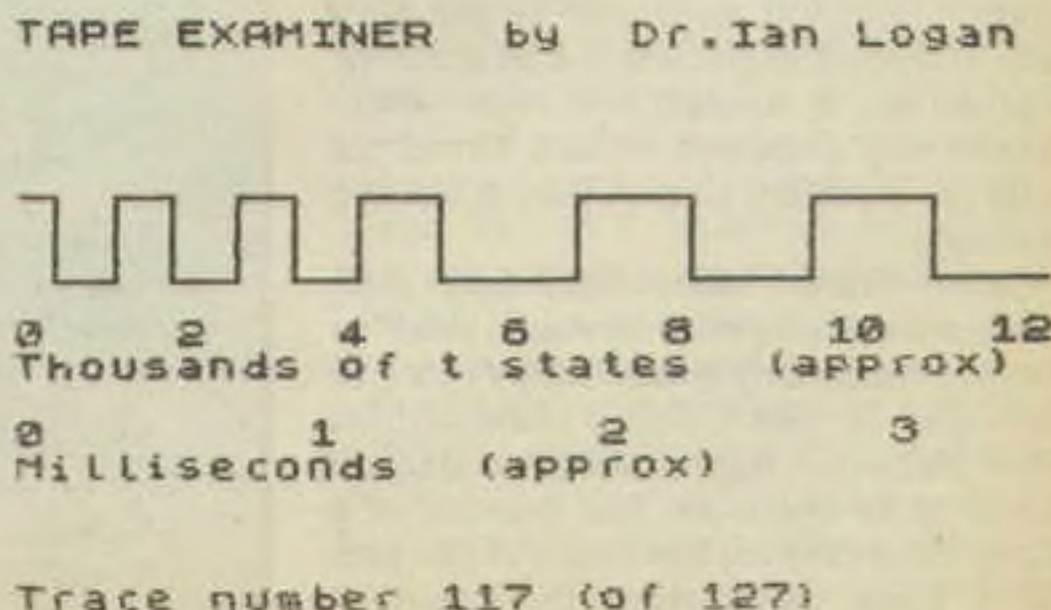 TAPE EXAMINER by Dr.Ian Logan
0 2 4 6 8 10 12
Thousands of t states (approx)
0 1 2 3
Milliseconds (approx)
Trace number 117 (of 127)